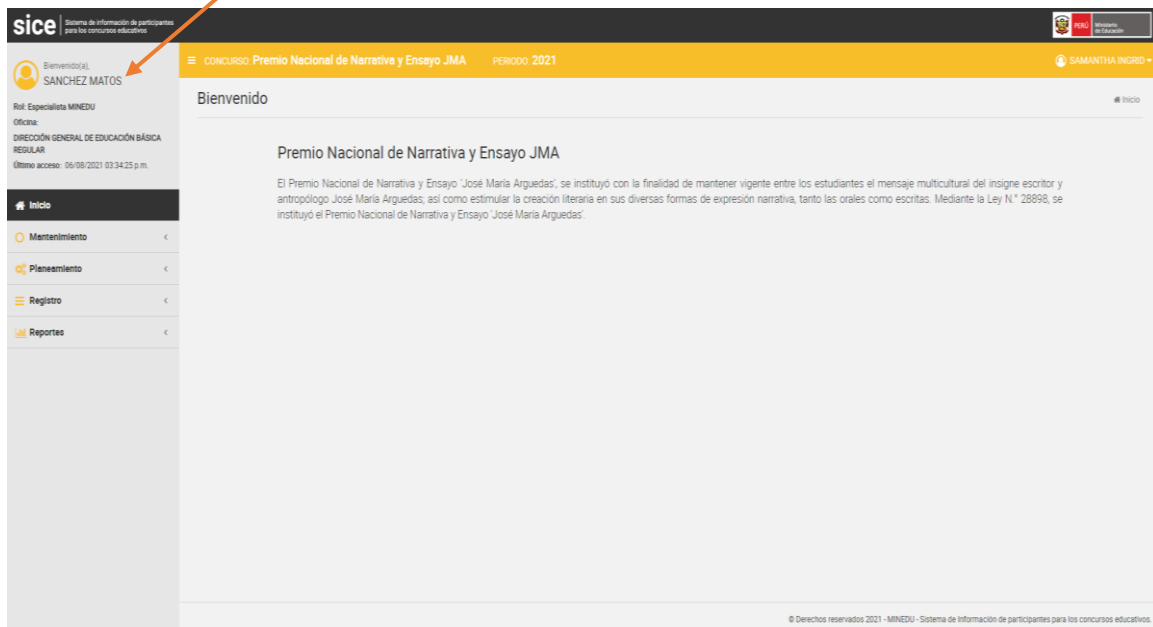 sice Sistema de información de participantes
para los concursos educativos
PERÚ Ministerio
de Educación
Bienvenido(a),
SANCHEZ MATOS
Rol: Especialista MINEDU
Oficina:
DIRECCIÓN GENERAL DE EDUCACIÓN BÁSICA
REGULAR
Último acceso: 06/08/2021 03:34:25 p.m.
Inicio
Mantenimiento
Planeamiento
Registro
Reportes
CONCURSO: Premio Nacional de Narrativa y Ensayo JMA PERIODO: 2021
SAMANTHA INGRID
Bienvenido
Inicio
Premio Nacional de Narrativa y Ensayo JMA
El Premio Nacional de Narrativa y Ensayo 'José María Arguedas', se instituyó con la finalidad de mantener vigente entre los estudiantes el mensaje multicultural del insigne escritor y
antropólogo José María Arguedas, así como estimular la creación literaria en sus diversas formas de expresión narrativa, tanto las orales como escritas. Mediante la Ley N.° 28898, se
instituyó el Premio Nacional de Narrativa y Ensayo 'José María Arguedas'.
© Derechos reservados 2021 - MINEDU - Sistema de Información de participantes para los concursos educativos.